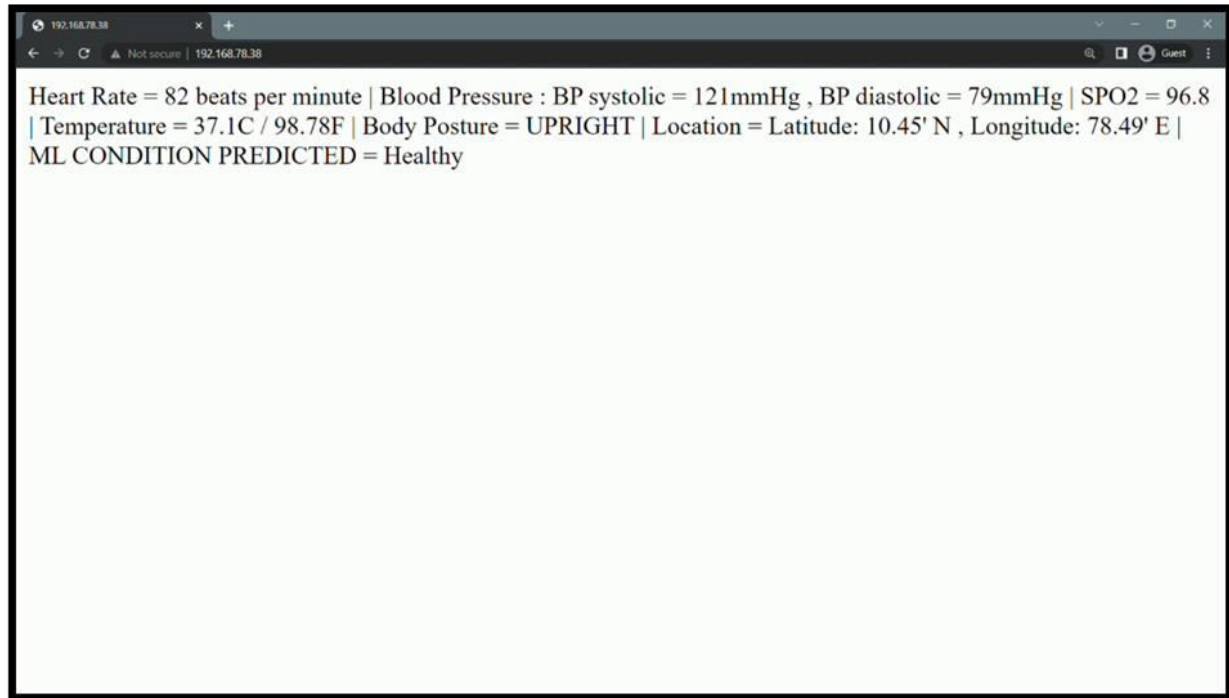 192.168.78.38
Not secure | 192.168.78.38
Guest
Heart Rate = 82 beats per minute | Blood Pressure : BP systolic = 121mmHg , BP diastolic = 79mmHg | SPO2 = 96.8
| Temperature = 37.1C / 98.78F | Body Posture = UPRIGHT | Location = Latitude: 10.45' N , Longitude: 78.49' E |
ML CONDITION PREDICTED = Healthy